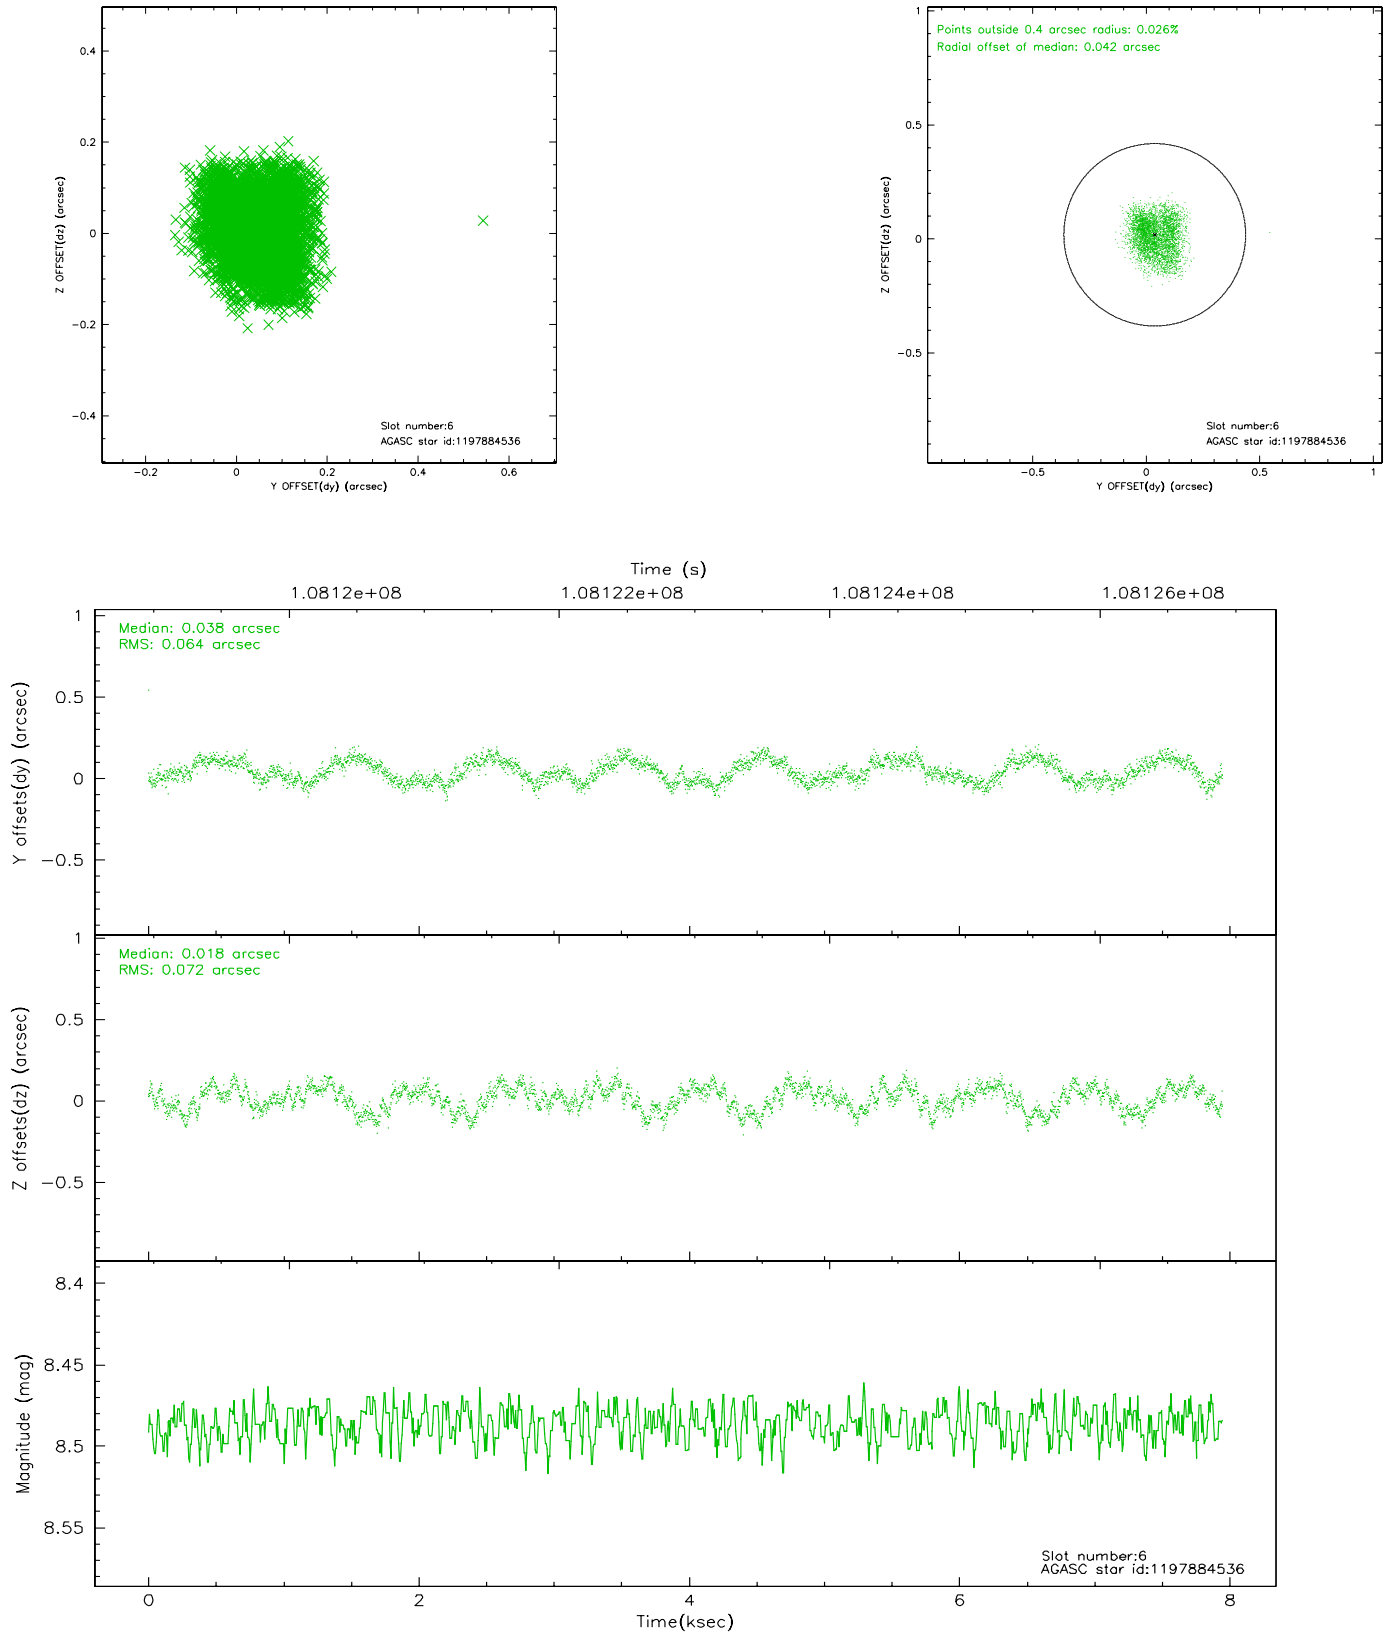 0.4
0.2
0
-0.2
-0.4
Z OFFSET(dz) (arcsec)
Slot number:6
AGASC star id:1197884536
-0.2
0
0.2
0.4
0.6
Y OFFSET(dy) (arcsec)
1
0.5
0
-0.5
Z OFFSET(dz) (arcsec)
Points outside 0.4 arcsec radius: 0.026%
Radial offset of median: 0.042 arcsec
Slot number:6
AGASC star id:1197884536
-0.5
0
0.5
1
Y OFFSET(dy) (arcsec)
Time (s)
1.0812e+08
1.08122e+08
1.08124e+08
1.08126e+08
1
0.5
0
-0.5
Y offsets(dy) (arcsec)
Median: 0.038 arcsec
RMS: 0.064 arcsec
1
0.5
0
-0.5
Z offsets(dz) (arcsec)
Median: 0.018 arcsec
RMS: 0.072 arcsec
8.4
8.45
8.5
8.55
Magnitude (mag)
Slot number:6
AGASC star id:1197884536
0
2
4
6
8
Time(ksec)